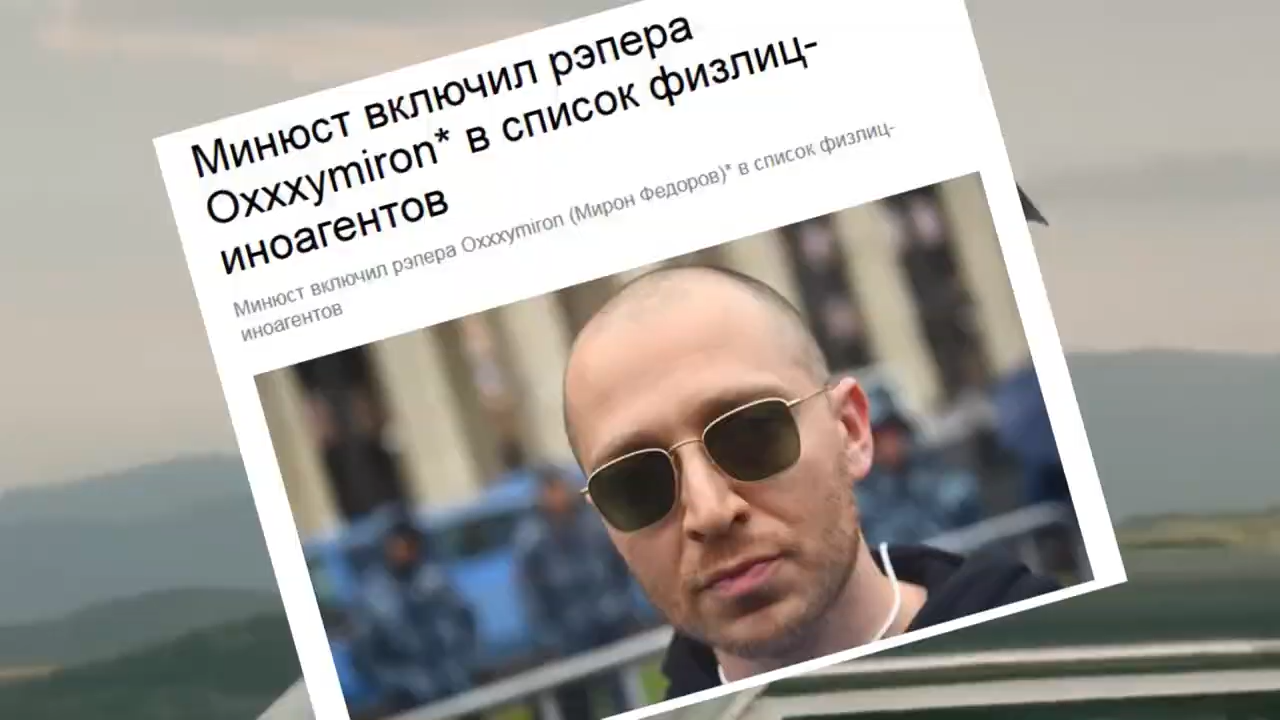 Минюст включил рэпера
Oxxxymiron* в список физлиц-
иноагентов
Минюст включил рэпера Oxxxymiron (Мирон Федоров)* в список физлиц-
иноагентов